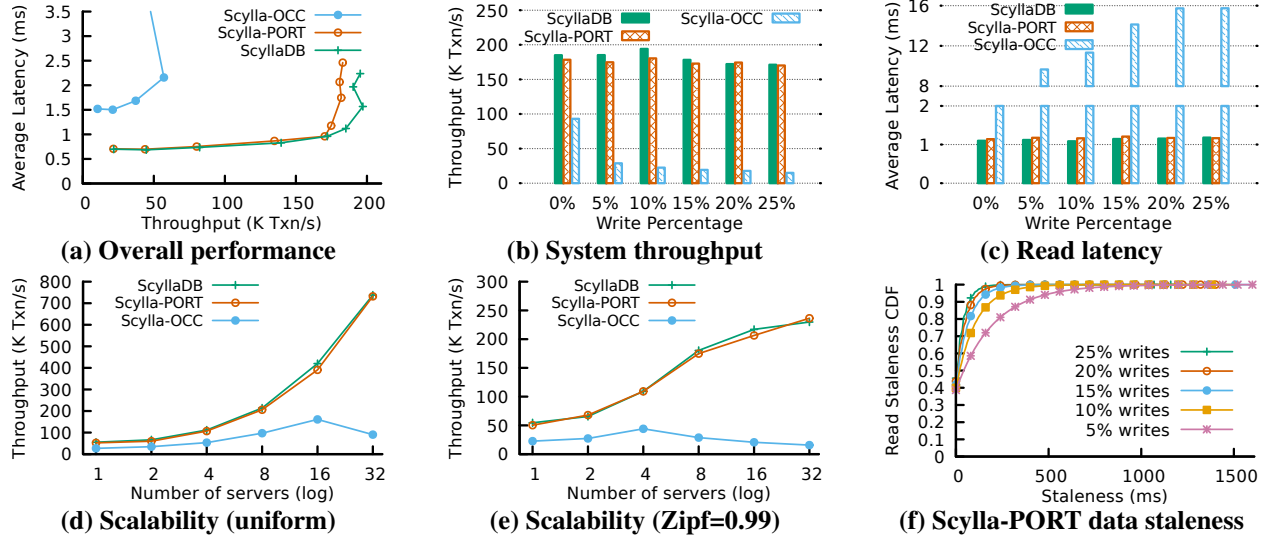 Average Latency (ms)
3.5
3
2.5
2
1.5
1
0.5
0
Scylla-OCC
Scylla-PORT
ScyllaDB
0 50 100 150 200
Throughput (K Txn/s)
(a) Overall performance
Throughput (K Txn/s)
250
200
150
100
50
0
ScyllaDB
Scylla-PORT
Scylla-OCC
0% 5% 10% 15% 20% 25%
Write Percentage
(b) System throughput
Average Latency (ms)
16
12
8
2
1
0
ScyllaDB
Scylla-PORT
Scylla-OCC
0% 5% 10% 15% 20% 25%
Write Percentage
(c) Read latency
Throughput (K Txn/s)
800
700
600
500
400
300
200
100
0
ScyllaDB
Scylla-PORT
Scylla-OCC
1 2 4 8 16 32
Number of servers (log)
(d) Scalability (uniform)
Throughput (K Txn/s)
300
250
200
150
100
50
0
ScyllaDB
Scylla-PORT
Scylla-OCC
1 2 4 8 16 32
Number of servers (log)
(e) Scalability (Zipf=0.99)
Read Staleness CDF
1
0.9
0.8
0.7
0.6
0.5
0.4
0.3
0.2
0.1
0
25% writes
20% writes
15% writes
10% writes
5% writes
0 500 1000 1500
Staleness (ms)
(f) Scylla-PORT data staleness